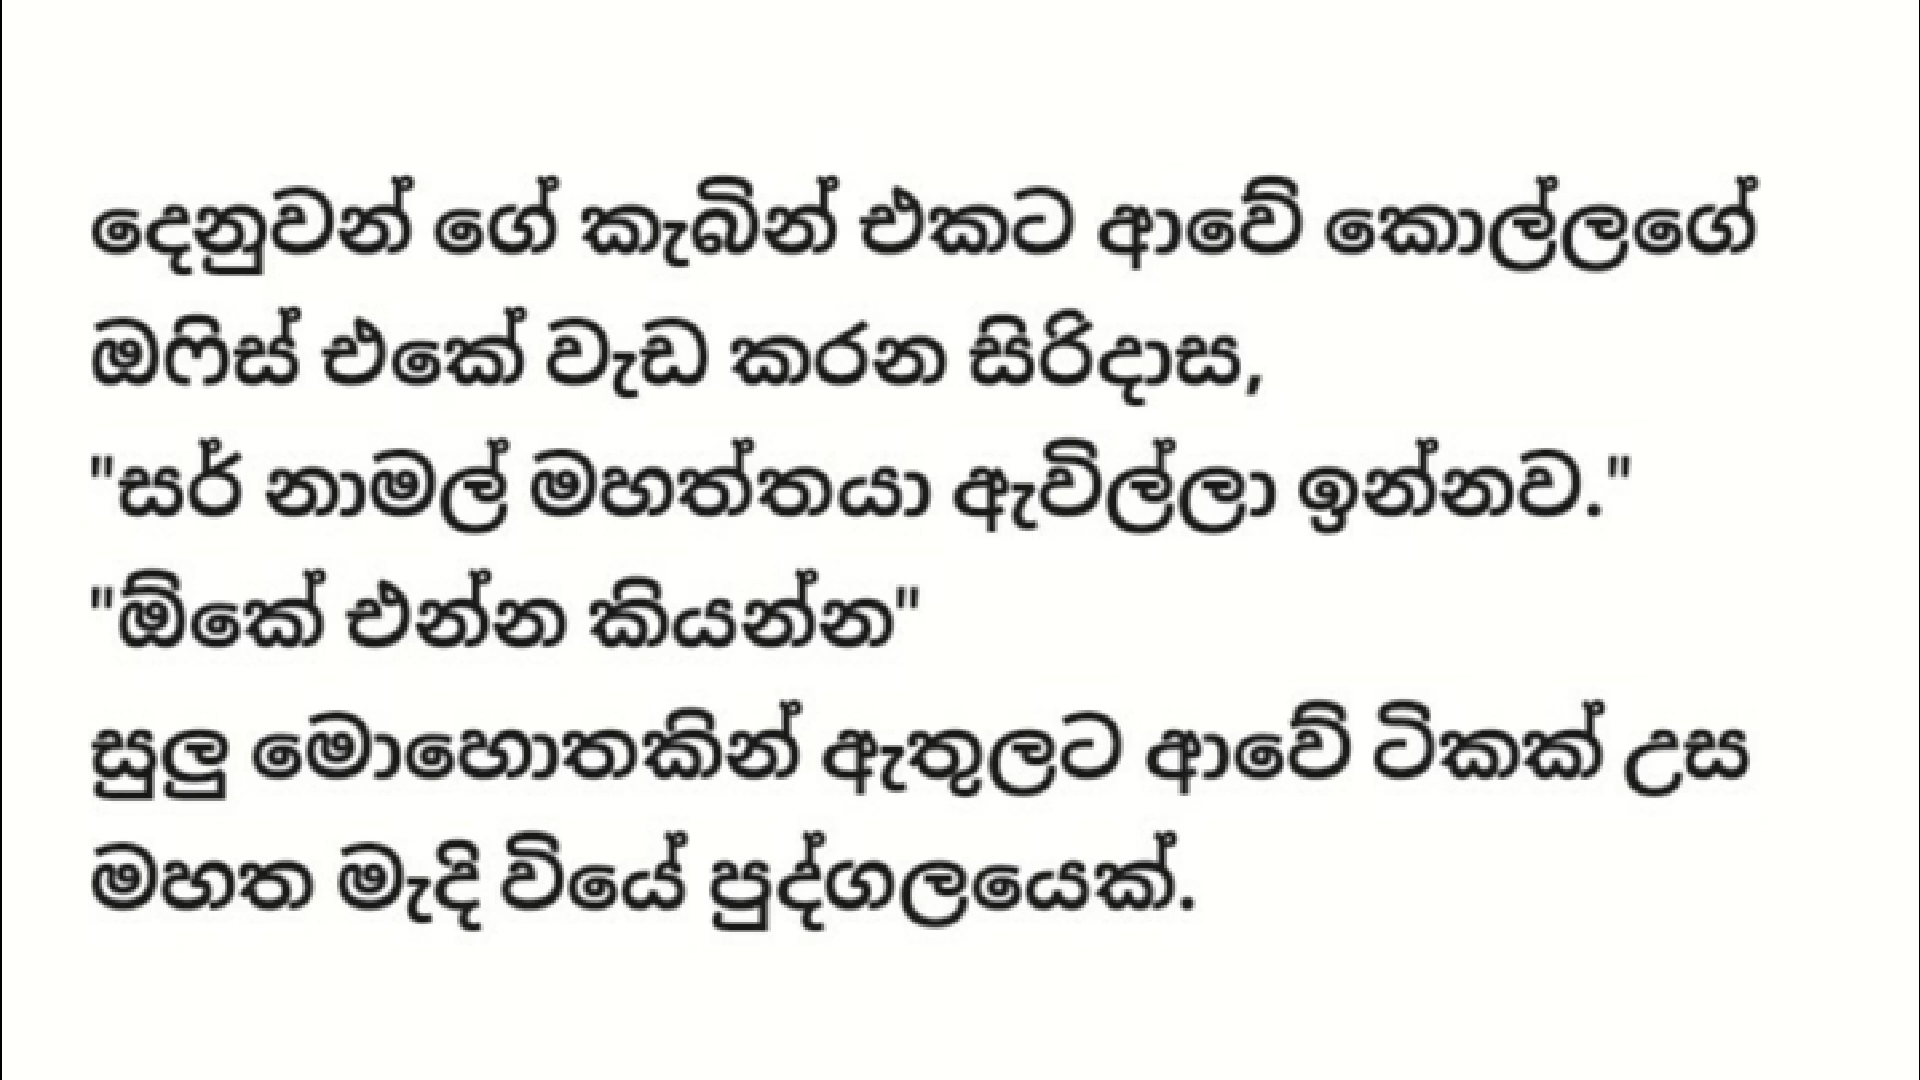 දෙනුවන් ගේ කැබින් එකට ආවේ කොල්ලගේ
ඔෆිස් එකේ වැඩ කරන සිරිදාස,
"සර් නාමල් මහත්තයා ඇවිල්ලා ඉන්නව."
"ඕකේ එන්න කියන්න"
සුලු මොහොතකින් ඇතුලට ආවේ ටිකක් උස
මහත මැදි වියේ පුද්ගලයෙක්.